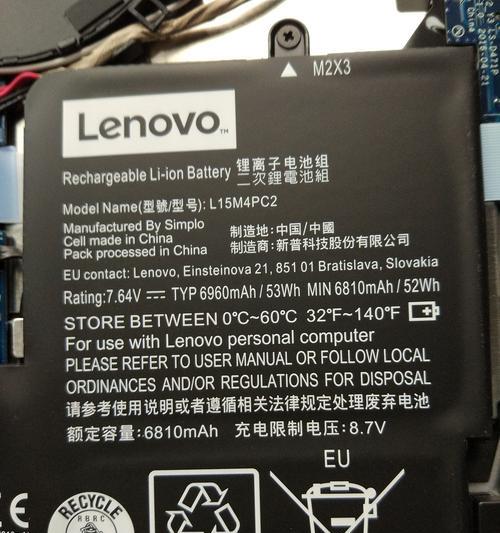 M2X3
Lenovo™
Rechargeable Li-ion Battery 锂离子电池组
二次鋰電池組
Model Name(型號/型号): L15M4PC2
Manufactured By Simplo 制造地:中国/中國
Cell made in China
Pack processed in China 制造商:新普科技股份有限公司
EU contact: Lenovo, Einsteinova 21, 851 01 Bratislava, Slovakia
Rating:7.64V ⎓ TYP 6960mAh / 53Wh MIN 6810mAh / 52Wh
STORE BETWEEN 0°C~60°C 32°F~140°F
For use with Lenovo personal computer
PLEASE REFER TO USER MANUAL OR FOLLOW LOCAL
ORDINANCES AND/OR REGULATIONS FOR DISPOSAL
请参考使用说明或者遵循相关法律规定处理废弃电池
额定容量:6810mAh 充电限制电压:8.7V
EU
CE
RECYCLE
RBRC